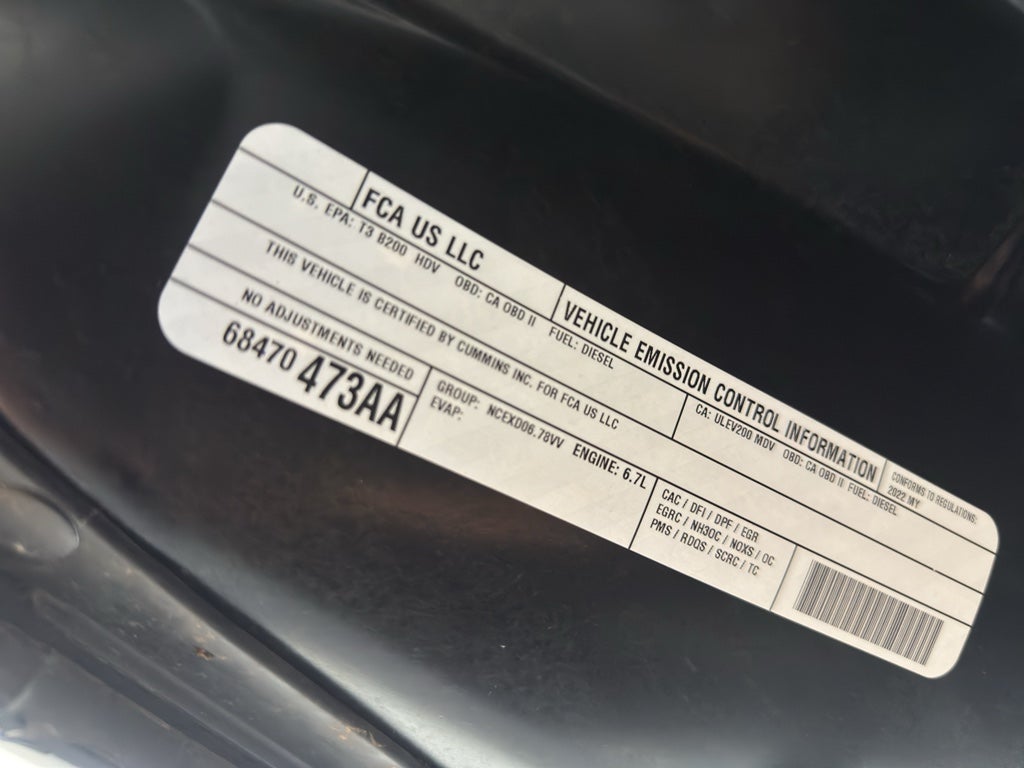 FCA US LLC
VEHICLE EMISSION CONTROL INFORMATION
CONFORMS TO REGULATIONS:
2022 MY
U.S. EPA: T3 B200 HDV OBD: CA OBD II FUEL: DIESEL
CA: ULEV200 MDV OBD: CA OBD II FUEL: DIESEL
THIS VEHICLE IS CERTIFIED BY CUMMINS INC. FOR FCA US LLC
NO ADJUSTMENTS NEEDED
68470 473AA
GROUP: NCEXD06.78VV ENGINE: 6.7L
EVAP:
CAC / DFI / DPF / EGR
EGRC / NH3OC / NOXS / OC
PMS / RDQS / SCRC / TC